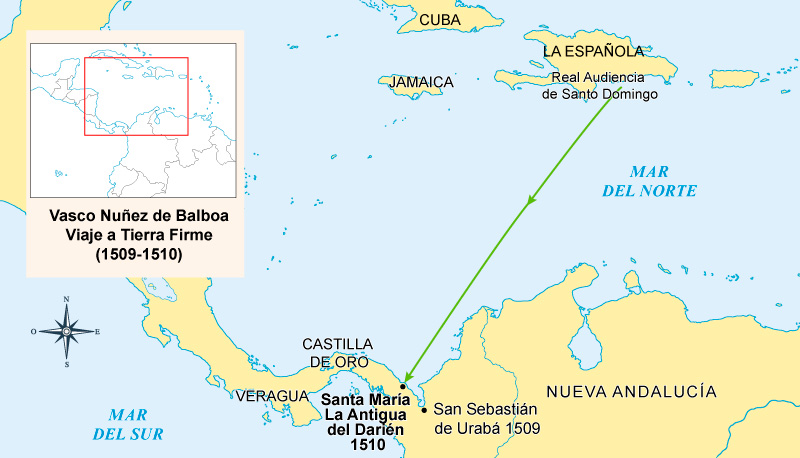 CUBA
LA ESPAÑOLA
Real Audiencia
de Santo Domingo
JAMAICA
MAR
DEL NORTE
Vasco Nuñez de Balboa
Viaje a Tierra Firme
(1509-1510)
N
O
E
S
CASTILLA
DE ORO
VERAGUA
Santa María
La Antigua
del Darién
1510
San Sebastián
de Urabá 1509
NUEVA ANDALUCÍA
MAR
DEL SUR